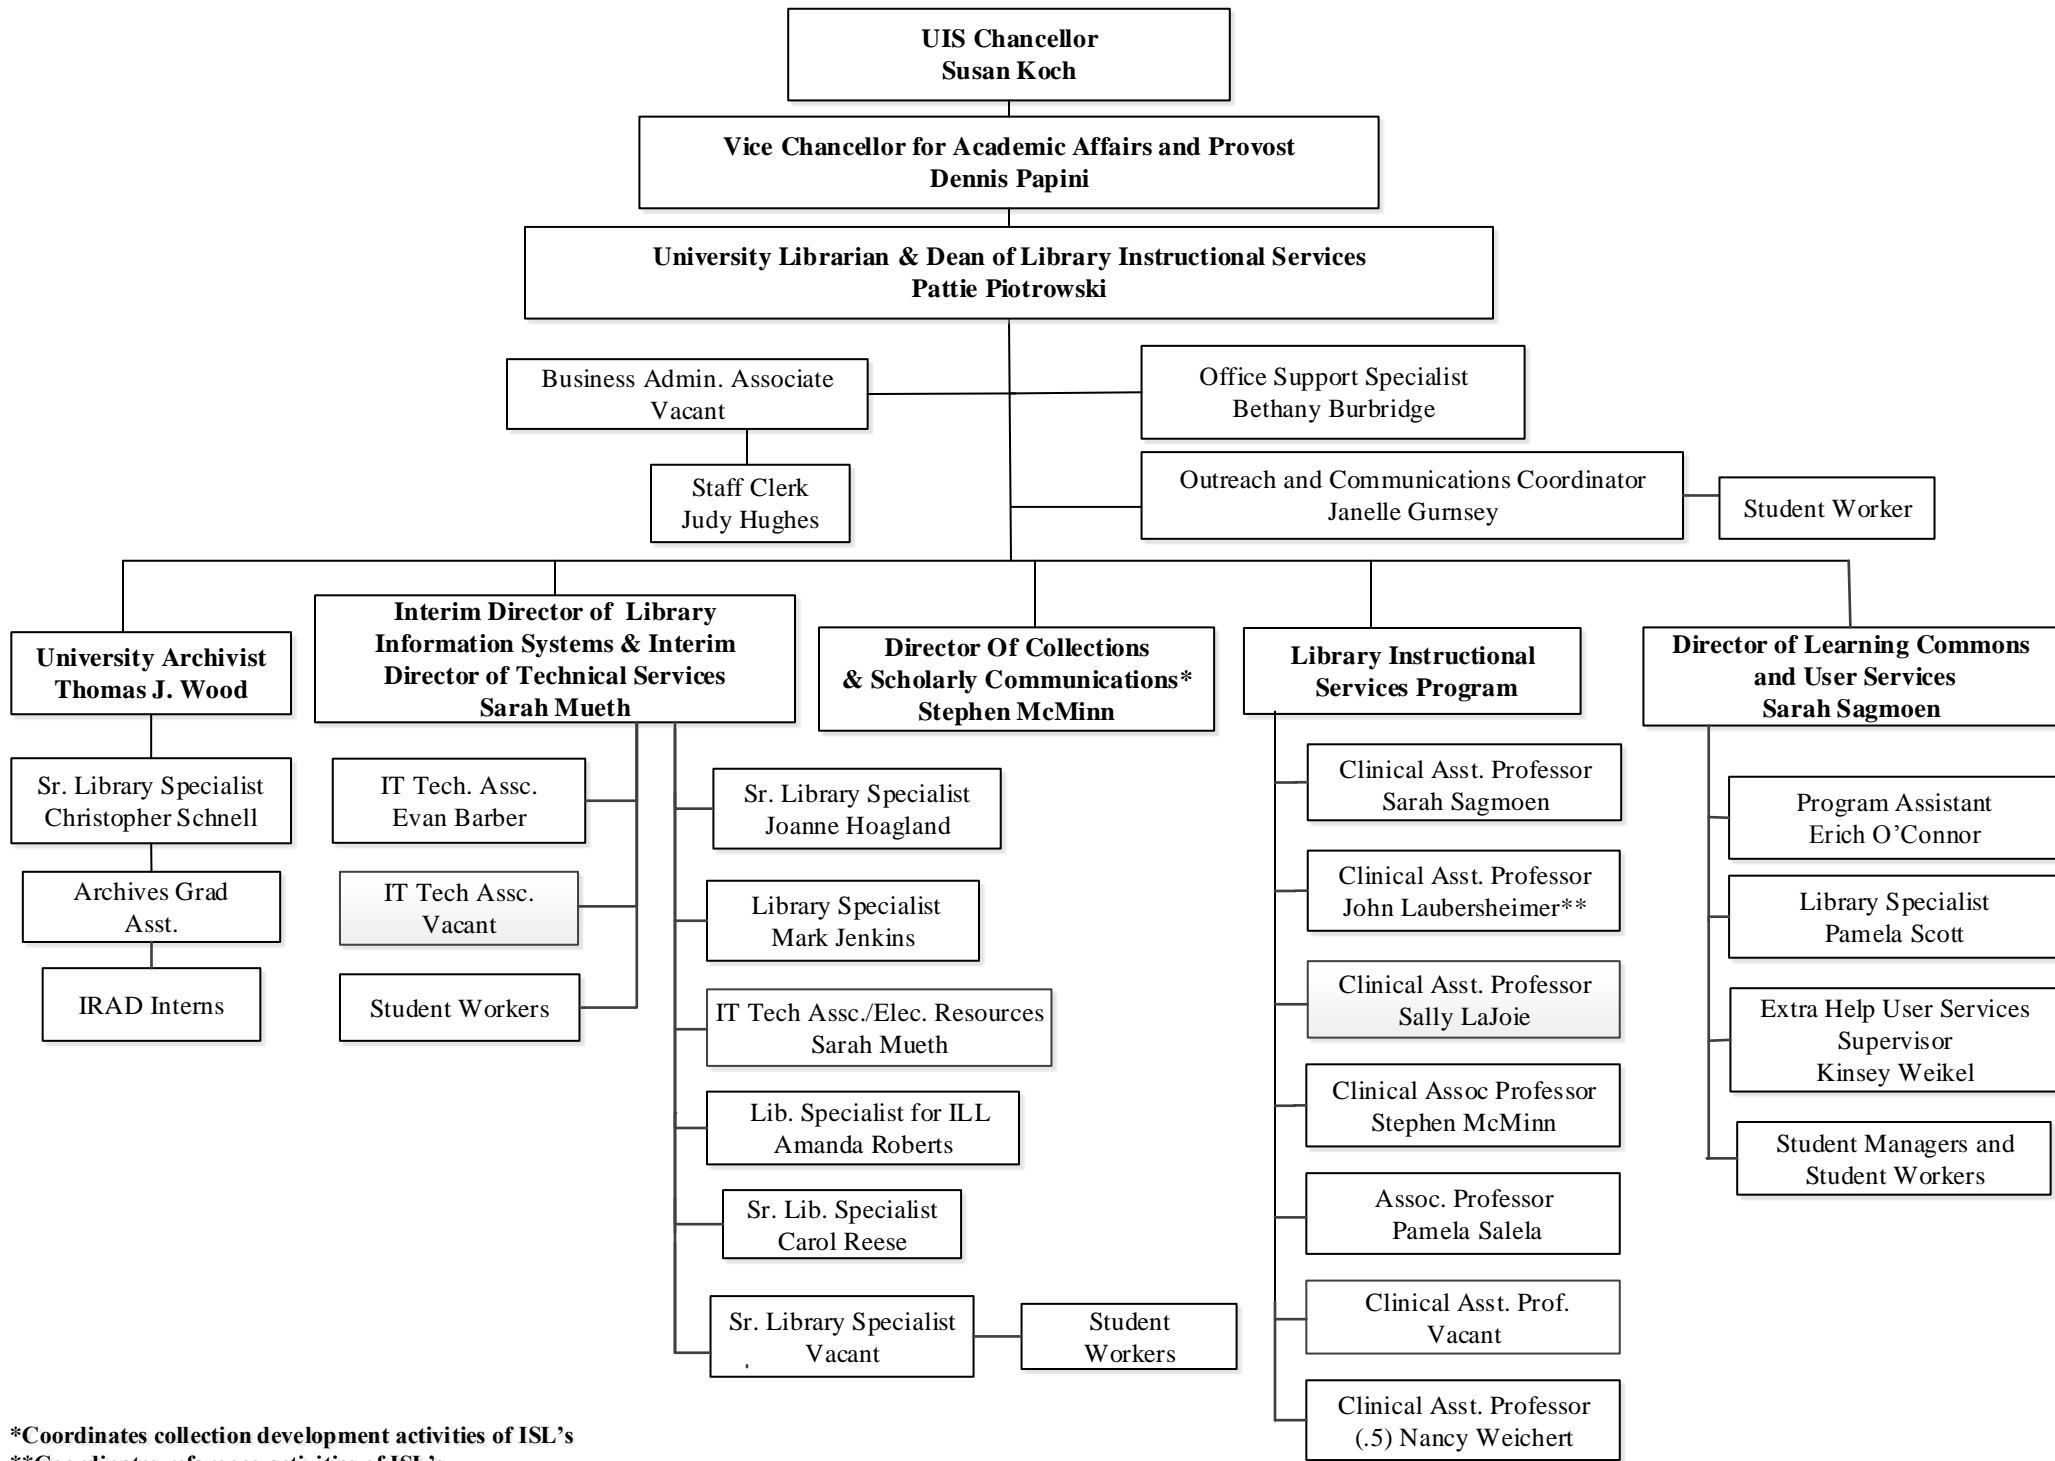 UIS Chancellor
Susan Koch
Vice Chancellor for Academic Affairs and Provost
Dennis Papini
University Librarian & Dean of Library Instructional Services
Pattie Piotrowski
Business Admin. Associate
Vacant
Office Support Specialist
Bethany Burbridge
Staff Clerk
Judy Hughes
Outreach and Communications Coordinator
Janelle Gurnsey
Student Worker
University Archivist
Thomas J. Wood
Sr. Library Specialist
Christopher Schnell
Archives Grad
Asst.
IRAD Interns
Interim Director of Library
Information Systems & Interim
Director of Technical Services
Sarah Mueth
IT Tech. Assc.
Evan Barber
IT Tech Assc.
Vacant
Student Workers
Sr. Library Specialist
Joanne Hoagland
Library Specialist
Mark Jenkins
IT Tech Assc./Elec. Resources
Sarah Mueth
Lib. Specialist for ILL
Amanda Roberts
Sr. Lib. Specialist
Carol Reese
Sr. Library Specialist
Vacant
Student
Workers
Director Of Collections
& Scholarly Communications*
Stephen McMinn
Library Instructional
Services Program
Clinical Asst. Professor
Sarah Sagmoen
Clinical Asst. Professor
John Laubersheimer**
Clinical Asst. Professor
Sally LaJoie
Clinical Assoc Professor
Stephen McMinn
Assoc. Professor
Pamela Salela
Clinical Asst. Prof.
Vacant
Clinical Asst. Professor
(.5) Nancy Weichert
Director of Learning Commons
and User Services
Sarah Sagmoen
Program Assistant
Erich O’Connor
Library Specialist
Pamela Scott
Extra Help User Services
Supervisor
Kinsey Weikel
Student Managers and
Student Workers
*Coordinates collection development activities of ISL’s
**Coordinates reference activities of ISL’s